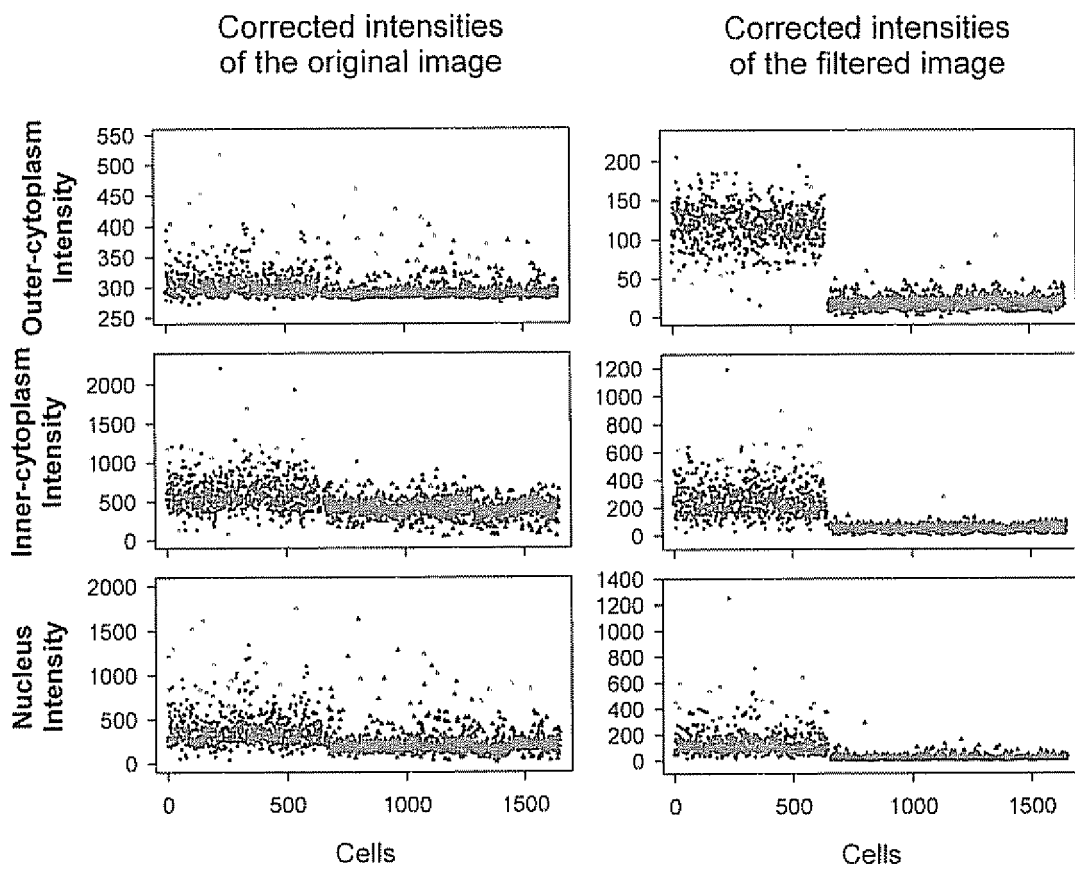 Corrected intensities
of the original image
Corrected intensities
of the filtered image
Outer-cytoplasm
Intensity
550
500
450
400
350
300
250
200
150
100
50
0
Inner-cytoplasm
Intensity
2000
1500
1000
500
0
1200
1000
800
600
400
200
0
Nucleus
Intensity
2000
1500
1000
500
0
1400
1200
1000
800
600
400
200
0
0 500 1000 1500
0 500 1000 1500
Cells
Cells